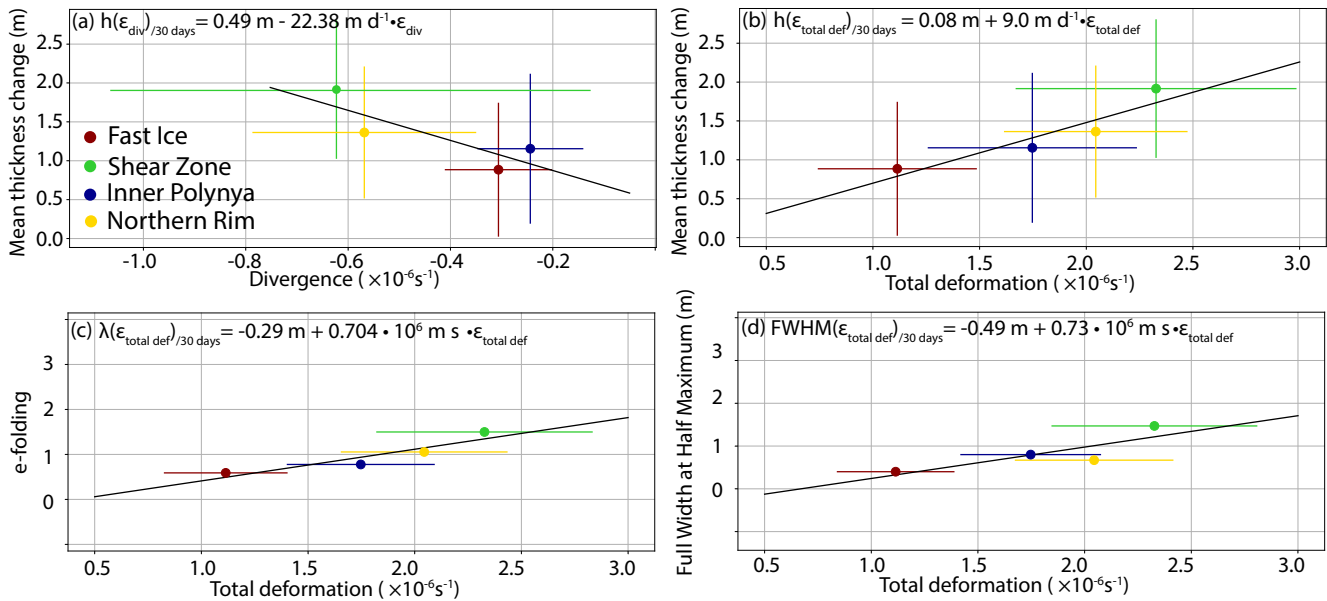 (a) h(ε_div)_/30 days = 0.49 m - 22.38 m d⁻¹•ε_div
Mean thickness change (m)
2.5
2.0
1.5
1.0
0.5
0.0
Fast Ice
Shear Zone
Inner Polynya
Northern Rim
-1.0 -0.8 -0.6 -0.4 -0.2
Divergence ( ×10⁻⁶s⁻¹)
(b) h(ε_total def)_/30 days = 0.08 m + 9.0 m d⁻¹•ε_total def
Mean thickness change (m)
2.5
2.0
1.5
1.0
0.5
0.0
0.5 1.0 1.5 2.0 2.5 3.0
Total deformation ( ×10⁻⁶s⁻¹)
(c) λ(ε_total def)_/30 days = -0.29 m + 0.704 • 10⁶ m s •ε_total def
e-folding
3
2
1
0
0.5 1.0 1.5 2.0 2.5 3.0
Total deformation ( ×10⁻⁶s⁻¹)
(d) FWHM(ε_total def)_/30 days = -0.49 m + 0.73 • 10⁶ m s •ε_total def
Full Width at Half Maximum (m)
3
2
1
0
0.5 1.0 1.5 2.0 2.5 3.0
Total deformation ( ×10⁻⁶s⁻¹)